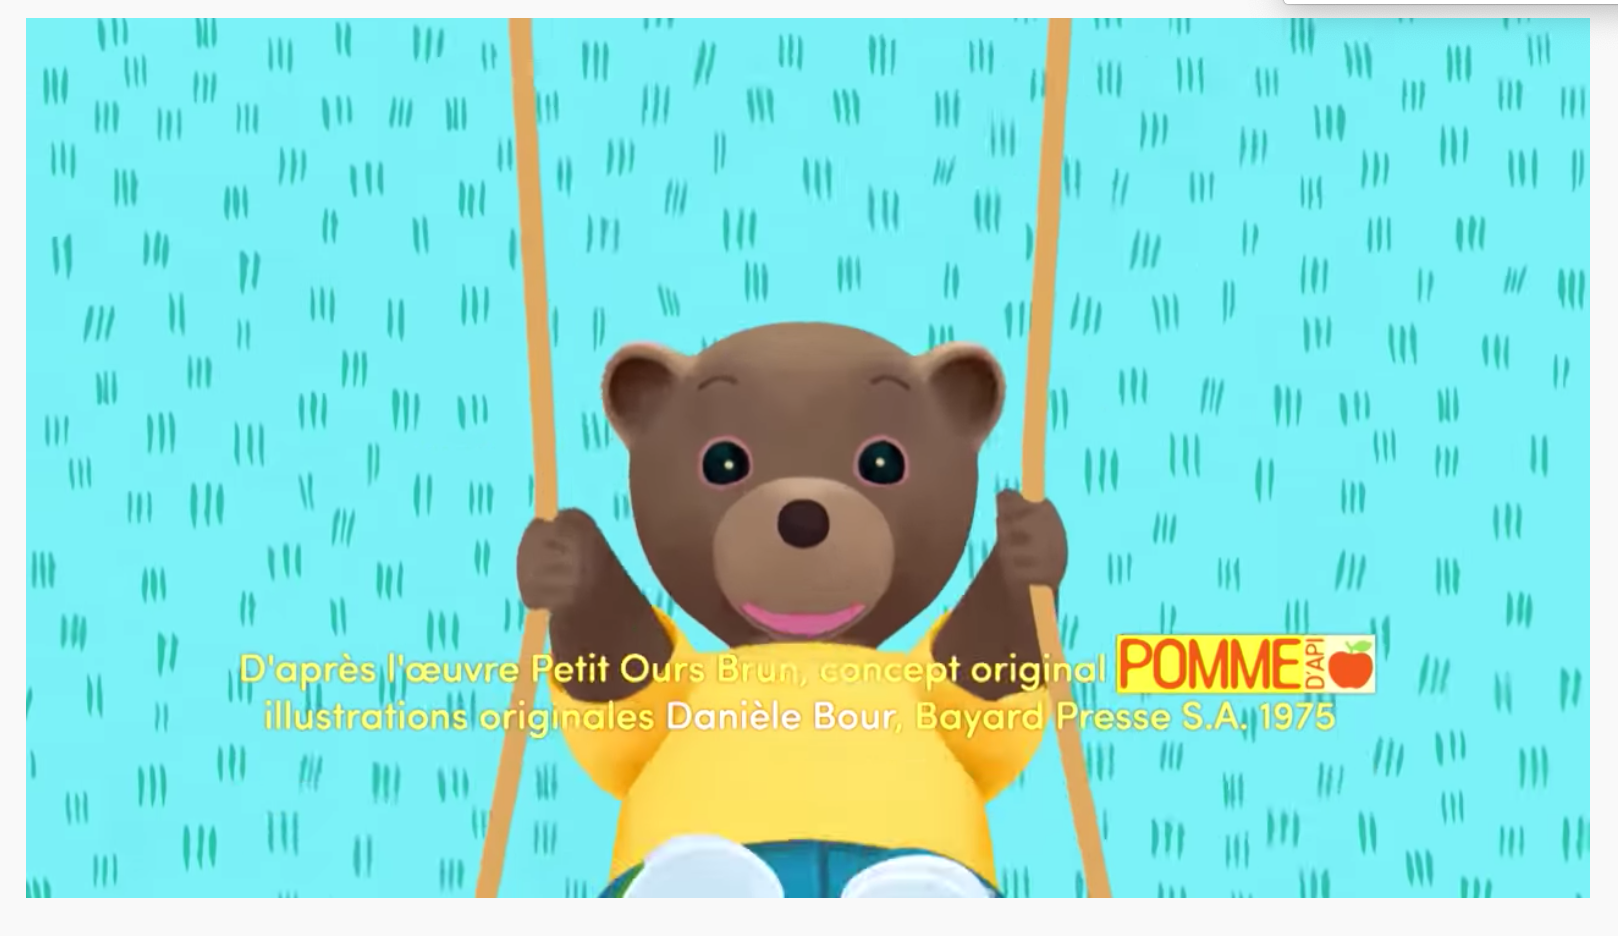 D'après l'œuvre Petit Ours Brun, concept original POMME D'API
illustrations originales Danièle Bour, Bayard Presse S.A. 1975